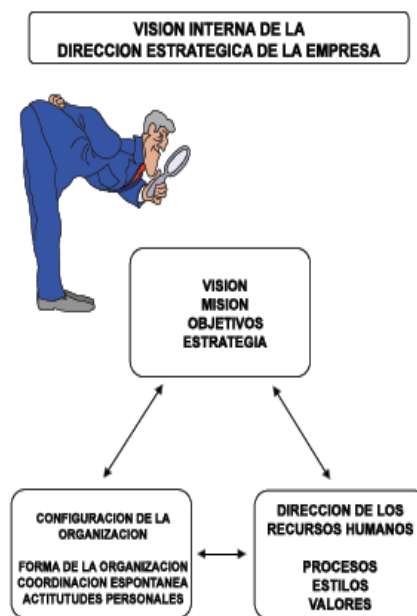 VISION INTERNA DE LA
DIRECCION ESTRATEGICA DE LA EMPRESA
VISION
MISION
OBJETIVOS
ESTRATEGIA
CONFIGURACION DE LA
ORGANIZACION
FORMA DE LA ORGANIZACION
COORDINACION ESPONTANEA
ACTITUTUDES PERSONALES
DIRECCION DE LOS
RECURSOS HUMANOS
PROCESOS
ESTILOS
VALORES